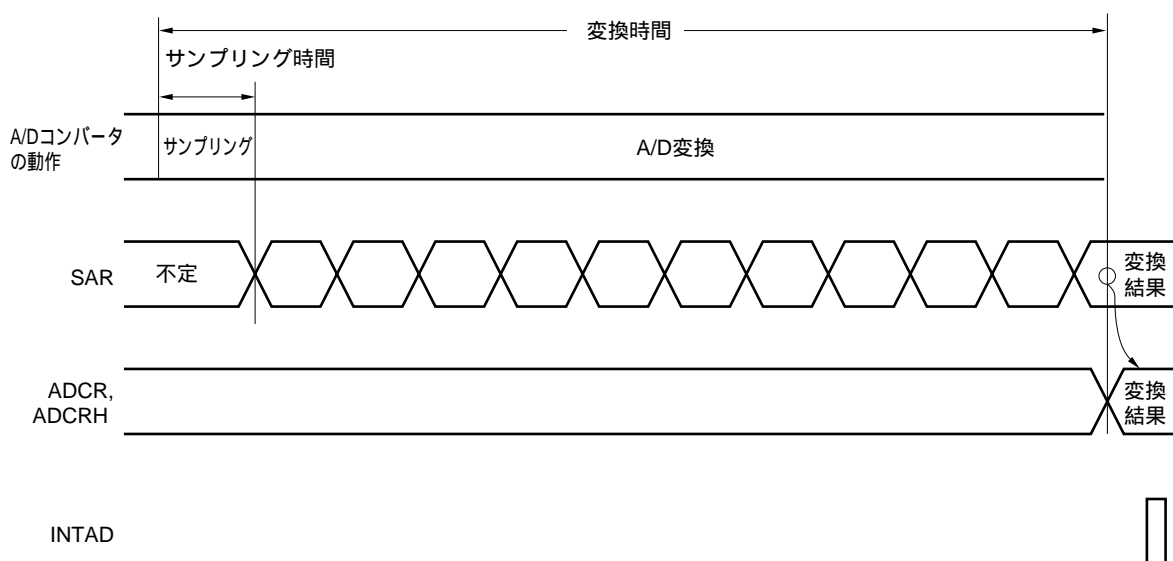 変換時間
サンプリング時間
A/Dコンバータ
の動作
サンプリング
A/D変換
SAR
不定
変換
結果
ADCR,
ADCRH
変換
結果
INTAD